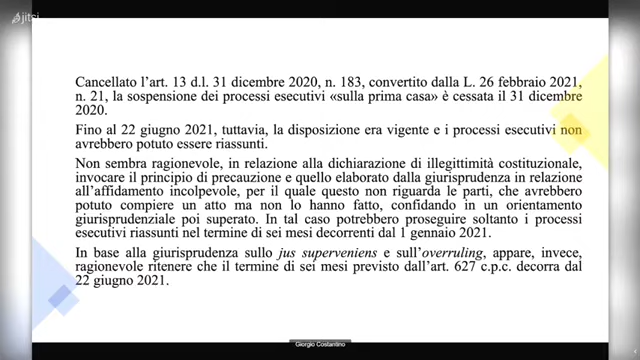 jitsi
Cancellato l'art. 13 d.l. 31 dicembre 2020, n. 183, convertito dalla L. 26 febbraio 2021,
n. 21, la sospensione dei processi esecutivi «sulla prima casa» è cessata il 31 dicembre
2020.
Fino al 22 giugno 2021, tuttavia, la disposizione era vigente e i processi esecutivi non
avrebbero potuto essere riassunti.
Non sembra ragionevole, in relazione alla dichiarazione di illegittimità costituzionale,
invocare il principio di precauzione e quello elaborato dalla giurisprudenza in relazione
all'affidamento incolpevole, per il quale questo non riguarda le parti, che avrebbero
potuto compiere un atto ma non lo hanno fatto, confidando in un orientamento
giurisprudenziale poi superato. In tal caso potrebbero proseguire soltanto i processi
esecutivi riassunti nel termine di sei mesi decorrenti dal 1 gennaio 2021.
In base alla giurisprudenza sullo jus superveniens e sull'overruling, appare, invece,
ragionevole ritenere che il termine di sei mesi previsto dall'art. 627 c.p.c. decorra dal
22 giugno 2021.
Giorgio Costantino